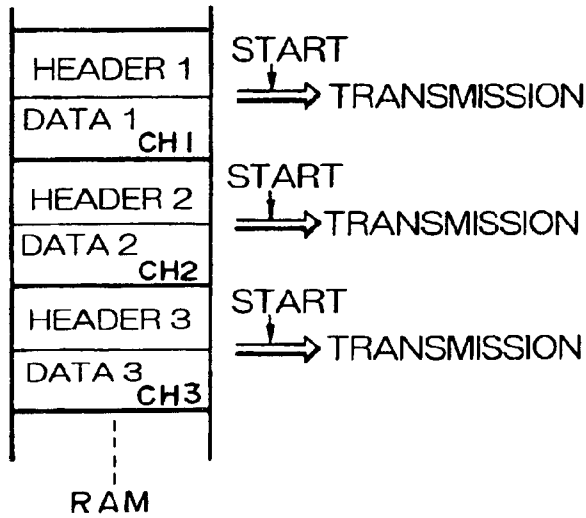 HEADER 1
START
TRANSMISSION
DATA 1
CH1
HEADER 2
START
TRANSMISSION
DATA 2
CH2
HEADER 3
START
TRANSMISSION
DATA 3
CH3
RAM